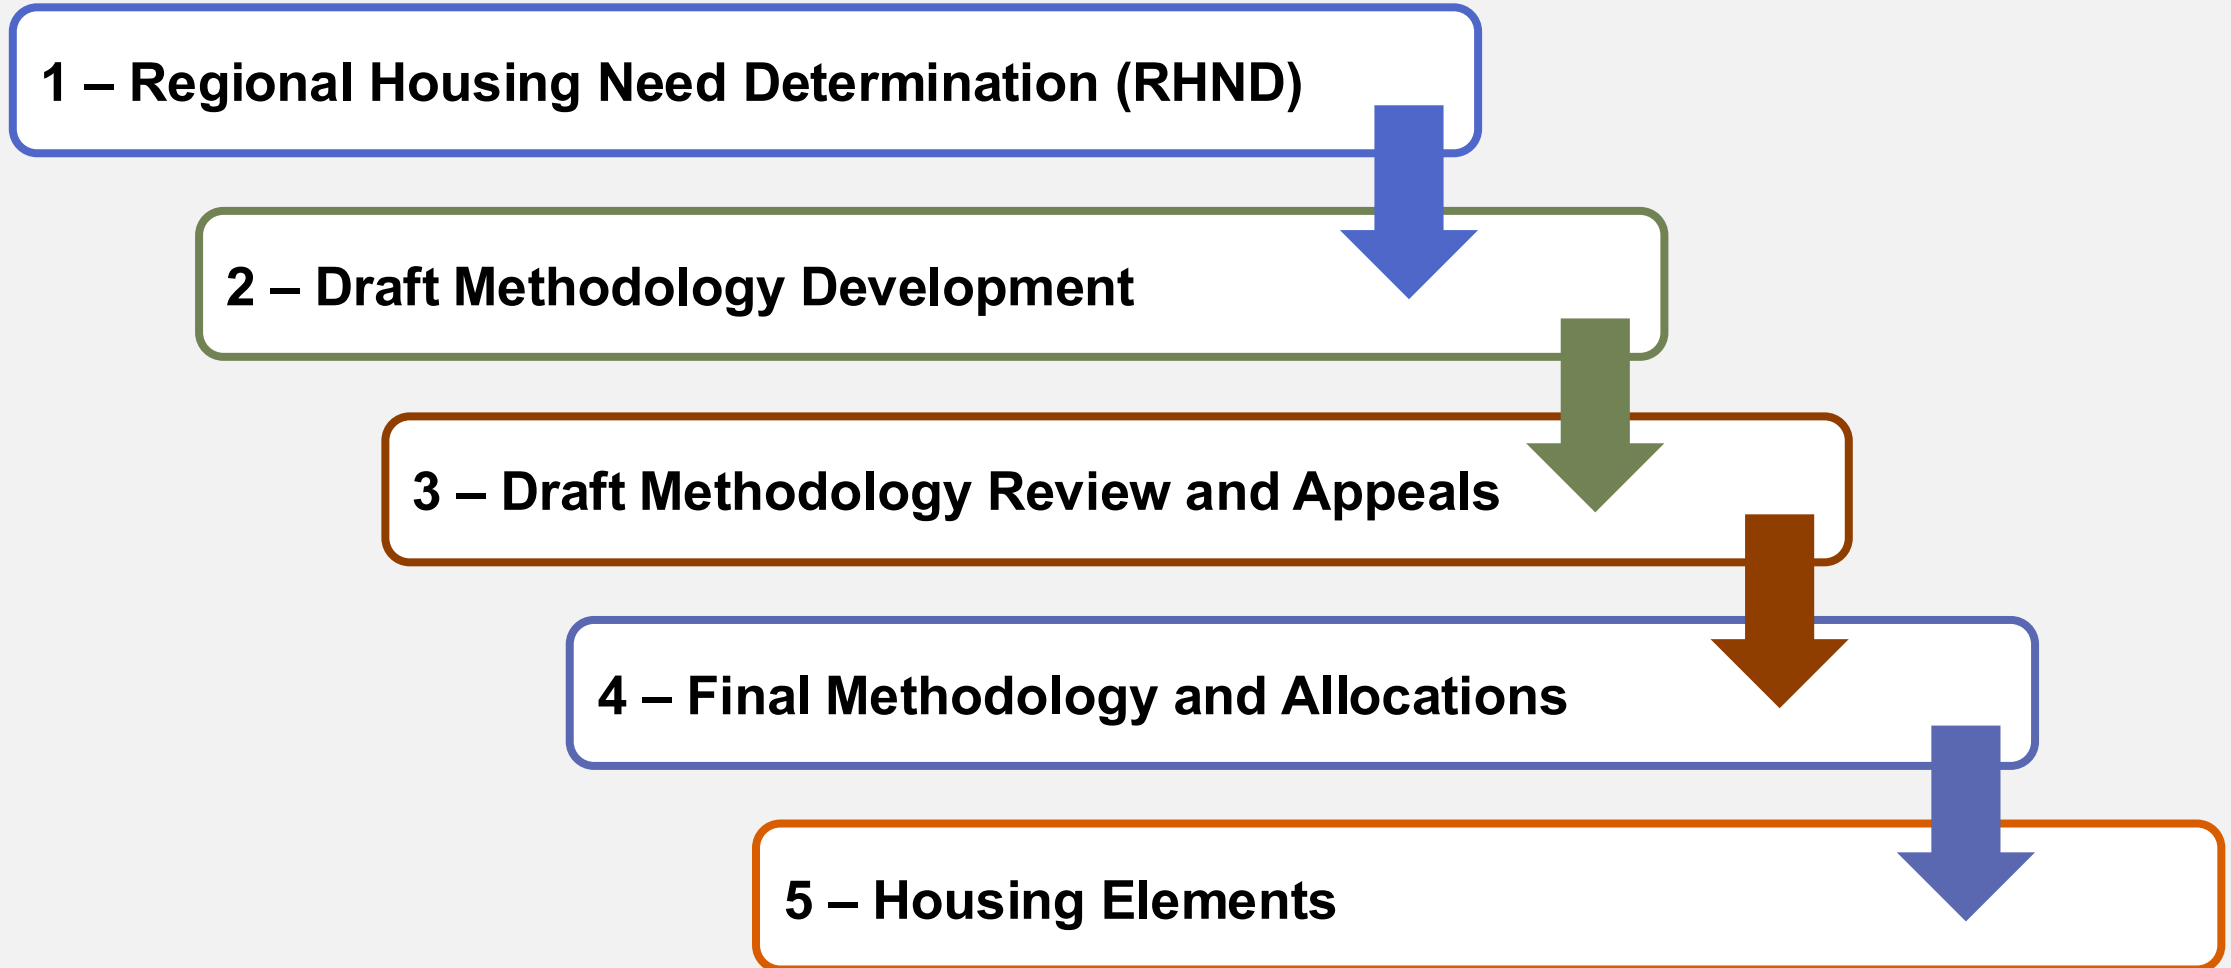 1 – Regional Housing Need Determination (RHND)
2 – Draft Methodology Development
3 – Draft Methodology Review and Appeals
4 – Final Methodology and Allocations
5 – Housing Elements